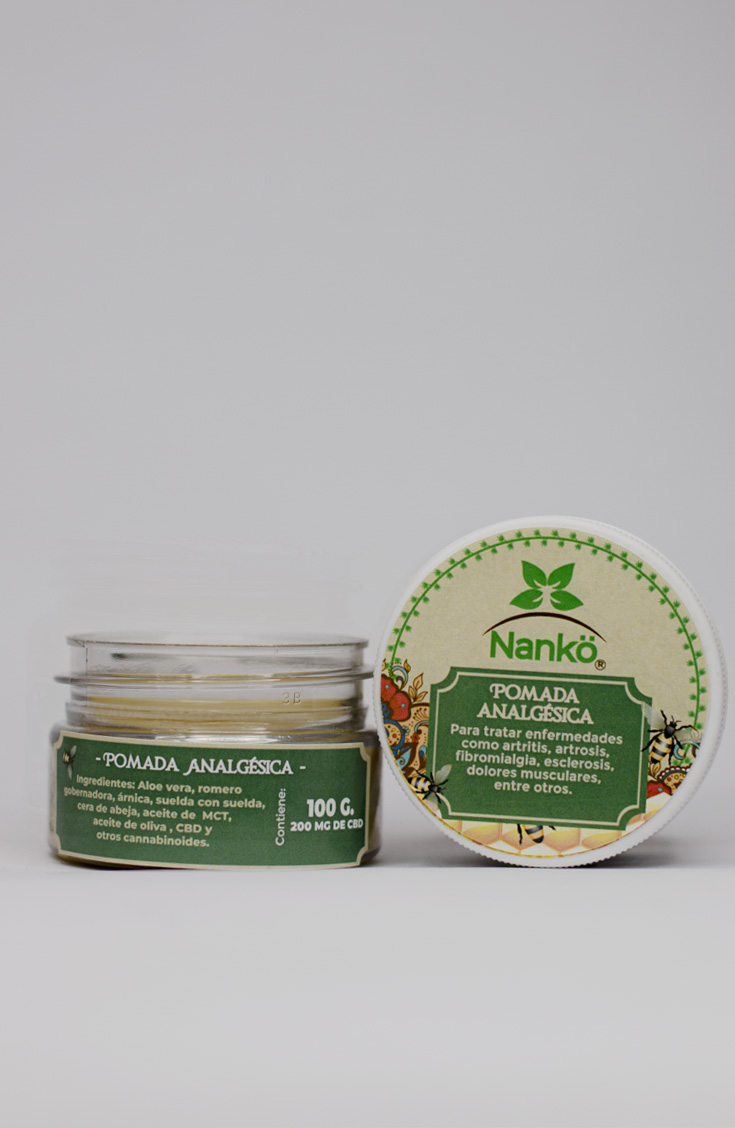 Nankö®
POMADA
ANALGÉSICA
Para tratar enfermedades
como artritis, artrosis,
fibromialgia, esclerosis,
dolores musculares,
entre otros.
3B
- POMADA ANALGÉSICA -
Ingredientes: Aloe vera, romero
gobernadora, árnica, suelda con suelda,
cera de abeja, aceite de MCT,
aceite de oliva , CBD y
otros cannabinoides.
Contiene:
100 G.
200 MG DE CBD